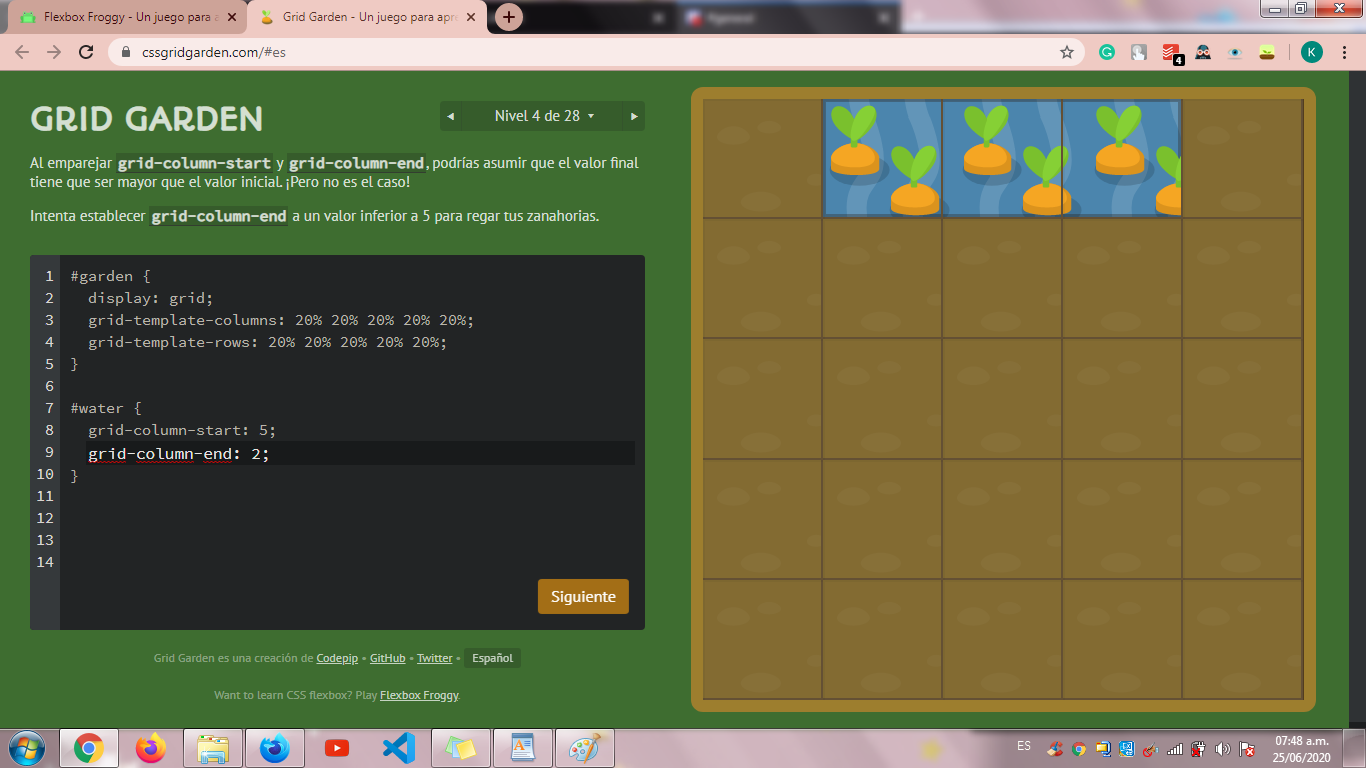 Flexbox Froggy - Un juego para a
Grid Garden - Un juego para apre
cssgridgarden.com/#es
4
K
GRID GARDEN
Nivel 4 de 28
Al emparejar grid-column-start y grid-column-end, podrías asumir que el valor final
tiene que ser mayor que el valor inicial. ¡Pero no es el caso!
Intenta establecer grid-column-end a un valor inferior a 5 para regar tus zanahorias.
1 #garden {
2 display: grid;
3 grid-template-columns: 20% 20% 20% 20% 20%;
4 grid-template-rows: 20% 20% 20% 20% 20%;
5 }
6
7 #water {
8 grid-column-start: 5;
9 grid-column-end: 2;
10 }
11
12
13
14
Siguiente
Grid Garden es una creación de Codepip • GitHub • Twitter • Español
Want to learn CSS flexbox? Play Flexbox Froggy.
ES
07:48 a.m.
25/06/2020